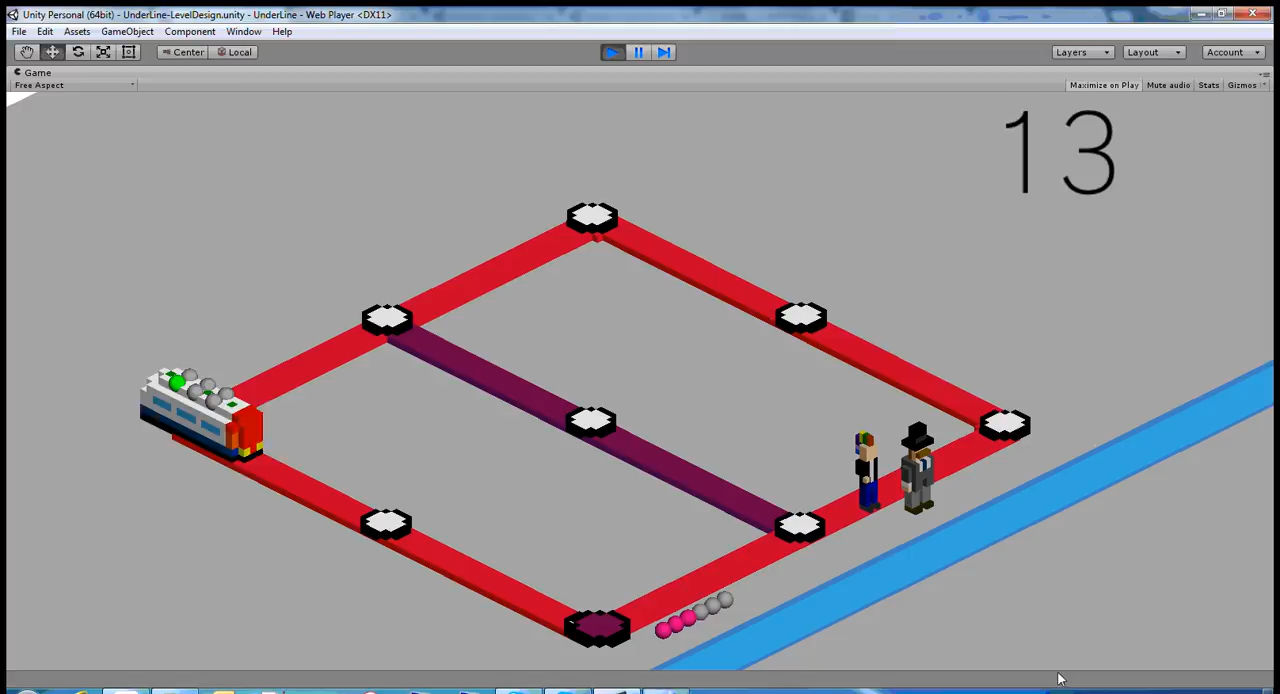 Unity Personal (64bit) - UnderLine-LevelDesign.unity - UnderLine - Web Player <DX11>
File Edit Assets GameObject Component Window Help
Center Local Layers Layout Account
Game
Free Aspect Maximize on Play Mute audio Stats Gizmos
13